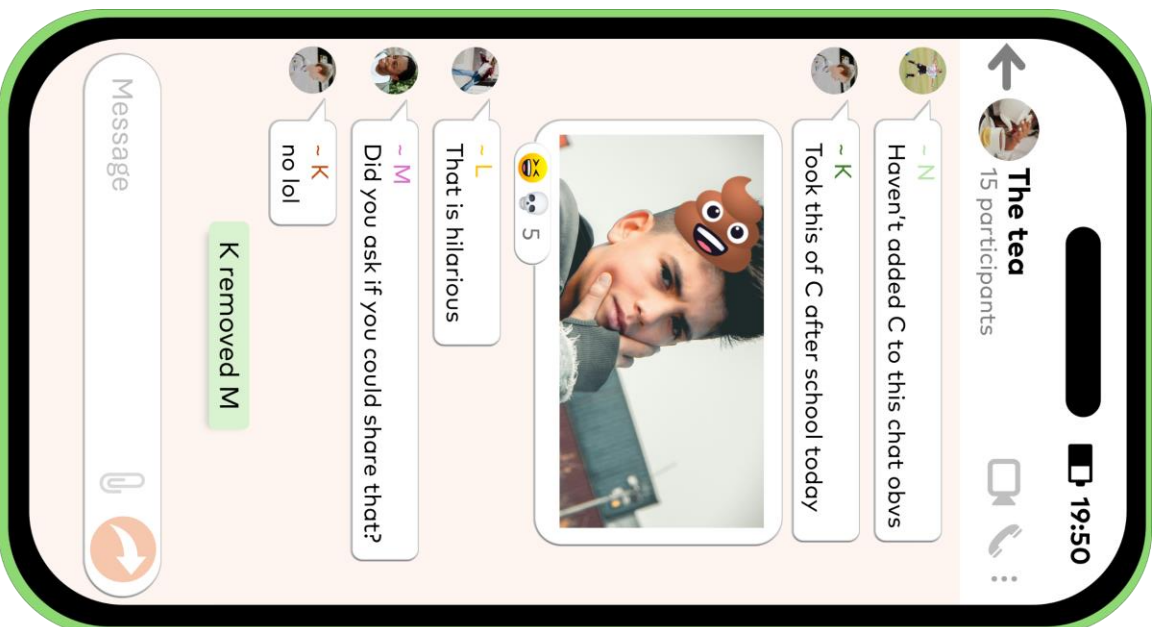 19:50
The tea
15 participants
~ N
Haven't added C to this chat obvs
~ K
Took this of C after school today
5
~ L
That is hilarious
~ M
Did you ask if you could share that?
~ K
no lol
K removed M
Message